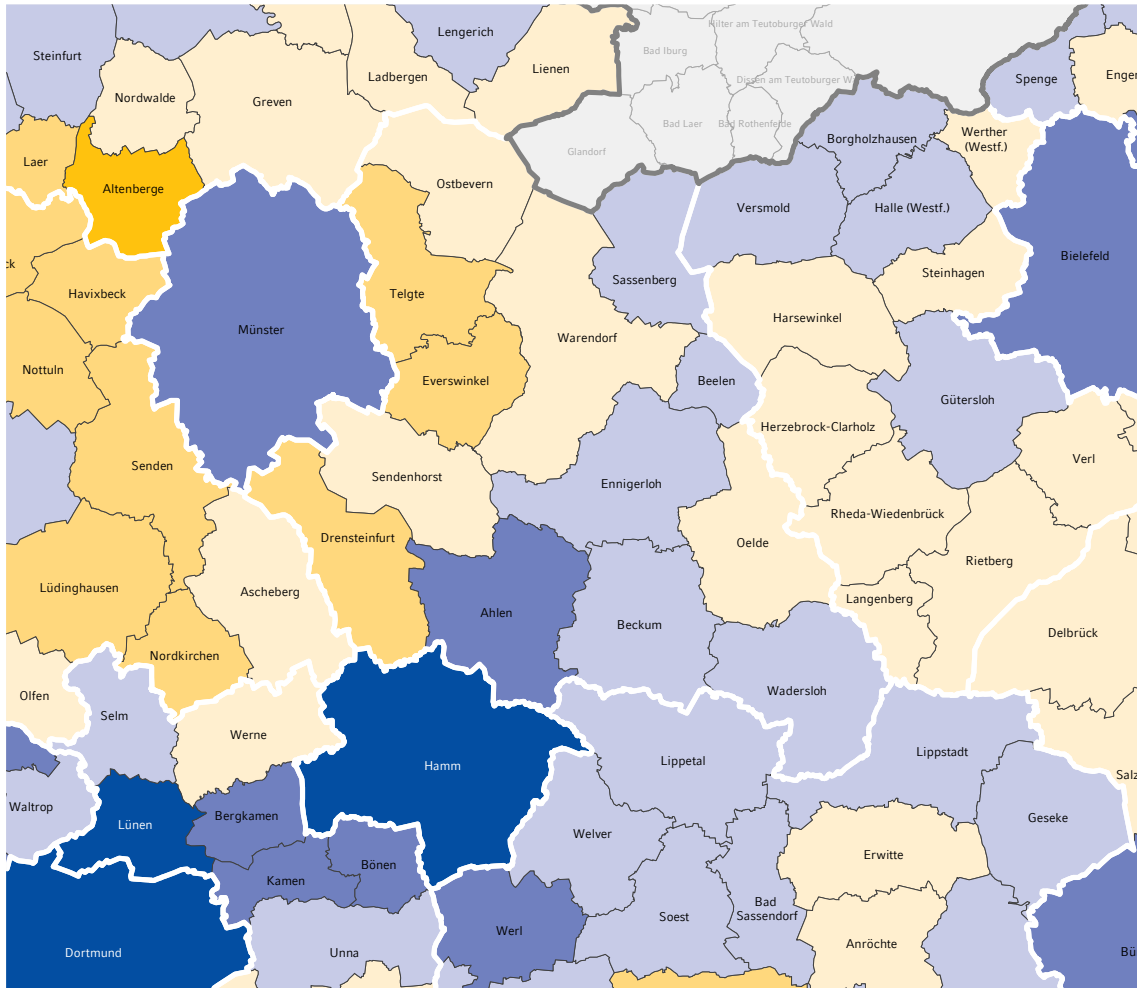 Hilter am Teutoburger Wald
Lengerich
Steinfurt
Bad Iburg
Lienen
Ladbergen
Spenge
Dissen am Teutoburger
Nordwalde
Greven
Bad Laer
Bad Rothenfelde
Werther
(Westf.)
Borgholzhausen
Glandorf
Laer
Altenberge
Ostbevern
Versmold
Halle (Westf.)
Bielefeld
ck
Steinhagen
Sassenberg
Havixbeck
Telgte
Harsewinkel
Münster
Warendorf
Nottuln
Everswinkel
Beelen
Gütersloh
Herzebrock-Clarholz
Verl
Senden
Sendenhorst
Ennigerloh
Rheda-Wiedenbrück
Drensteinfurt
Oelde
Rietberg
Lüdinghausen
Ascheberg
Langenberg
Ahlen
Beckum
Delbrück
Nordkirchen
Wadersloh
Olfen
Selm
Werne
Lippstadt
Hamm
Lippetal
Salz
Waltrop
Bergkamen
Geseke
Lünen
Welver
Erwitte
Bönen
Kamen
Bad
Sassendorf
Soest
Werl
Anröchte
Dortmund
Unna
Bü